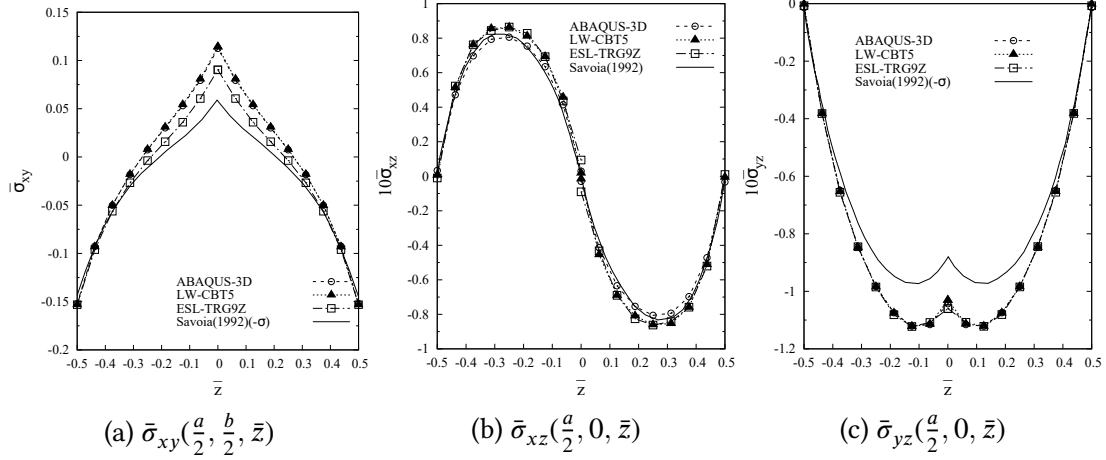 0.15
0.1
0.05
0
-0.05
-0.1
-0.15
-0.2
σ̅xy
ABAQUS-3D
LW-CBT5
ESL-TRG9Z
Savoia(1992)(-σ)
-0.5 -0.4 -0.3 -0.2 -0.1 0 0.1 0.2 0.3 0.4 0.5
z̅
(a) σ̄xy(a/2, b/2, z̄)
1
0.8
0.6
0.4
0.2
0
-0.2
-0.4
-0.6
-0.8
-1
10σ̅xz
ABAQUS-3D
LW-CBT5
ESL-TRG9Z
Savoia(1992)
-0.5 -0.4 -0.3 -0.2 -0.1 0 0.1 0.2 0.3 0.4 0.5
z̅
(b) σ̄xz(a/2, 0, z̄)
0
-0.2
-0.4
-0.6
-0.8
-1
-1.2
10σ̅yz
ABAQUS-3D
LW-CBT5
ESL-TRG9Z
Savoia(1992)(-σ)
-0.5 -0.4 -0.3 -0.2 -0.1 0 0.1 0.2 0.3 0.4 0.5
z̅
(c) σ̄yz(a/2, 0, z̄)